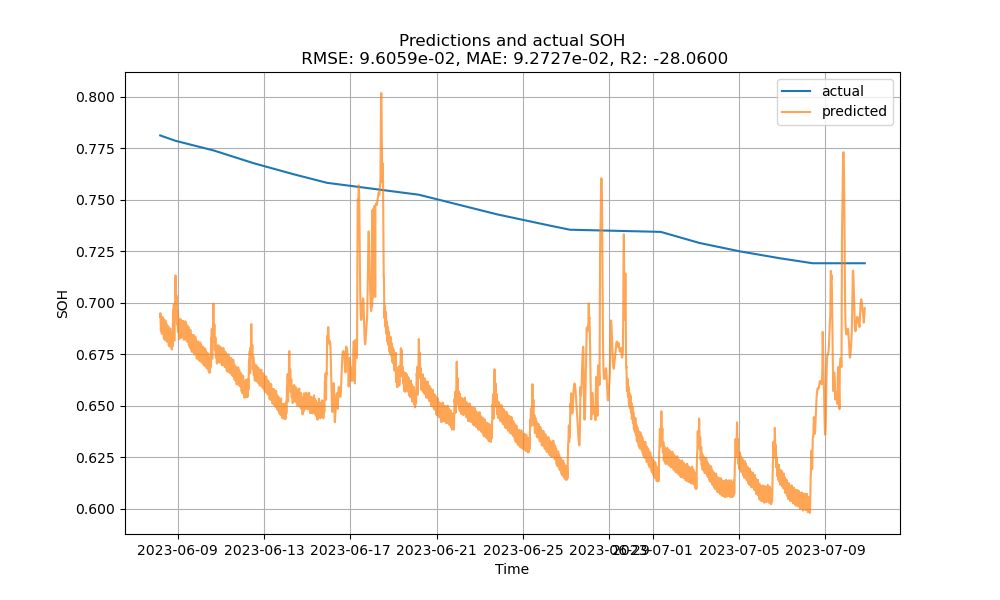 Predictions and actual SOH
RMSE: 9.6059e-02, MAE: 9.2727e-02, R2: -28.0600
actual
predicted
0.800
0.775
0.750
0.725
0.700
0.675
0.650
0.625
0.600
SOH
2023-06-09 2023-06-13 2023-06-17 2023-06-21 2023-06-25 2023-06-29 2023-07-01 2023-07-05 2023-07-09
Time